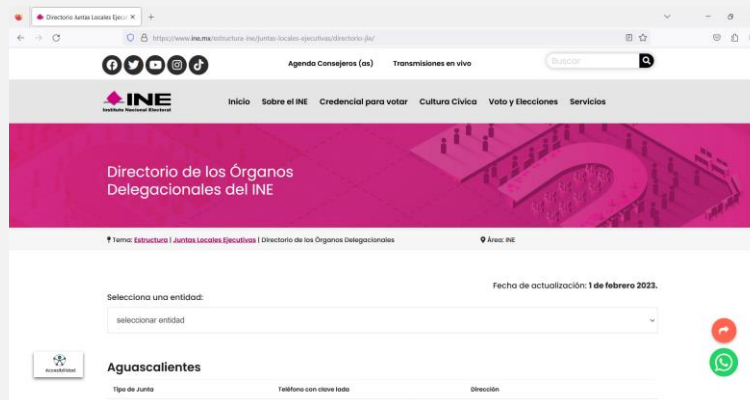 Directorio Juntas Locales Ejecu
https://www.ine.mx/estructura-ine/juntas-locales-ejecutivas/directorio-jle/
Agenda Consejeros (as) Transmisiones en vivo Buscar
INE
Instituto Nacional Electoral
Inicio Sobre el INE Credencial para votar Cultura Cívica Voto y Elecciones Servicios
Directorio de los Órganos
Delegacionales del INE
Tema: Estructura | Juntas Locales Ejecutivas | Directorio de los Órganos Delegacionales Área: INE
Fecha de actualización: 1 de febrero 2023.
Selecciona una entidad:
seleccionar entidad
Accesibilidad
Aguascalientes
Tipo de Junta Teléfono con clave lada Dirección